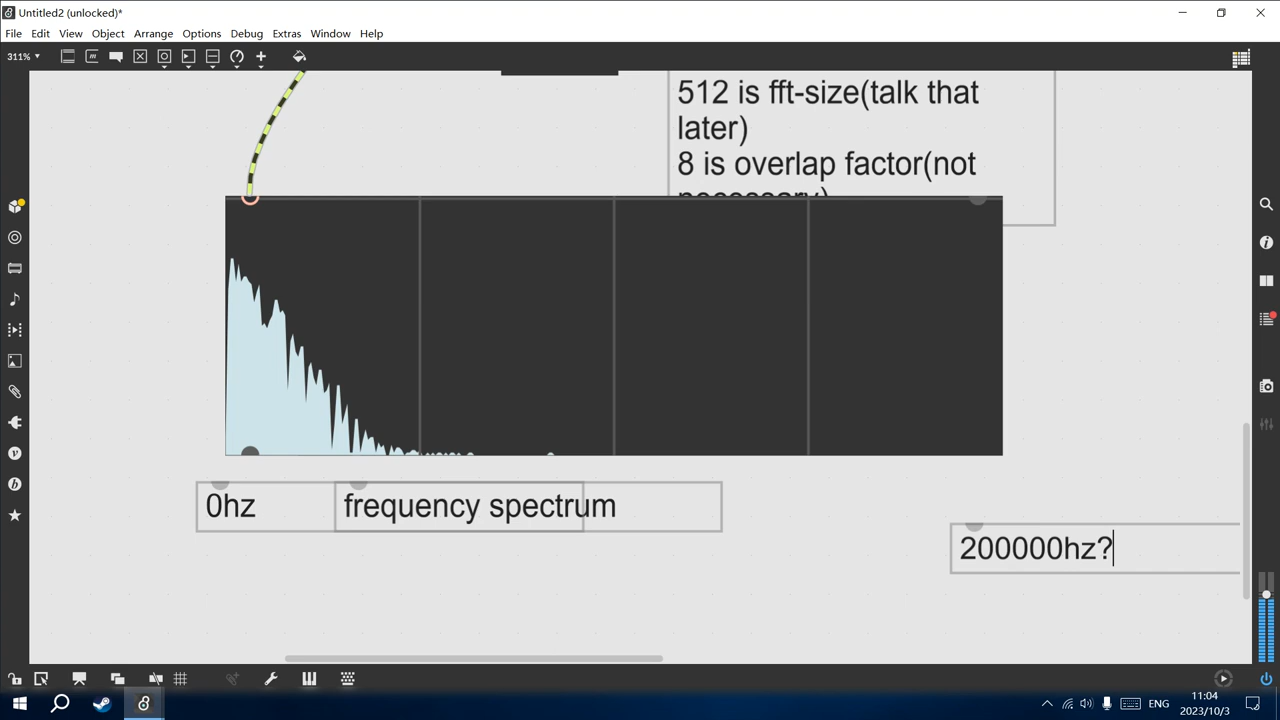 Untitled2 (unlocked)*
File Edit View Object Arrange Options Debug Extras Window Help
311%
512 is fft-size(talk that
later)
8 is overlap factor(not
necessary)
0hz
frequency spectrum
200000hz?
ENG
11:04
2023/10/3